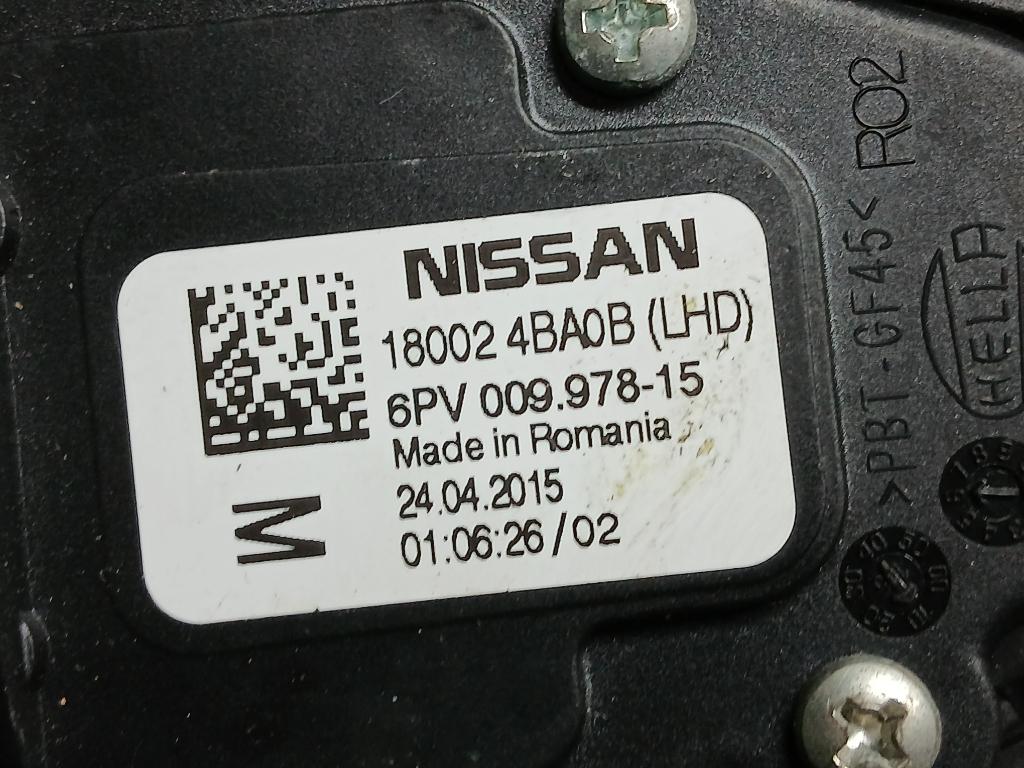 NISSAN
18002 4BA0B (LHD)
6PV 009.978-15
Made in Romania
24.04.2015
01:06:26/02
M
>PBT-GF45< RO2
HELLA